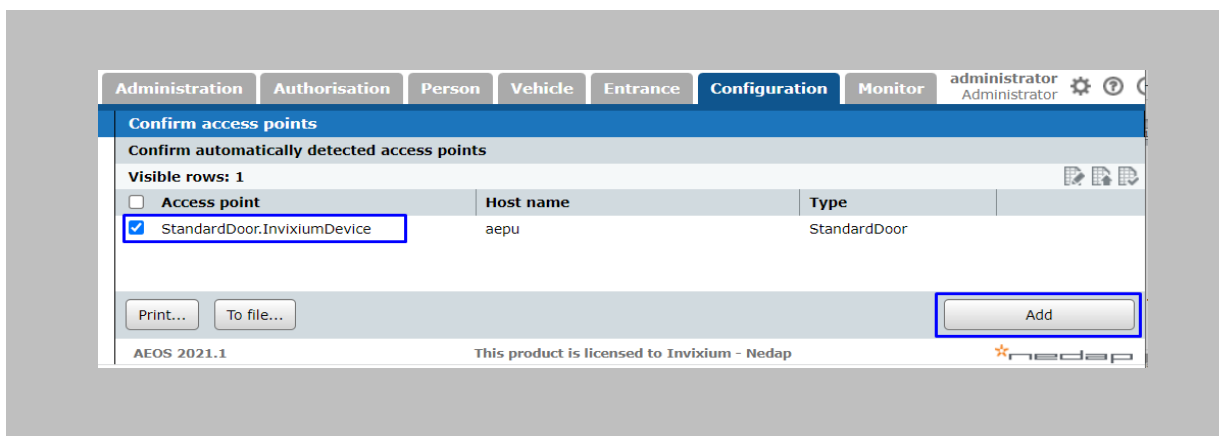 Administration Authorisation Person Vehicle Entrance Configuration Monitor administrator
Administrator
Confirm access points
Confirm automatically detected access points
Visible rows: 1
Access point Host name Type
StandardDoor.InvixiumDevice aepu StandardDoor
Print... To file... Add
AEOS 2021.1 This product is licensed to Invixium - Nedap nedap